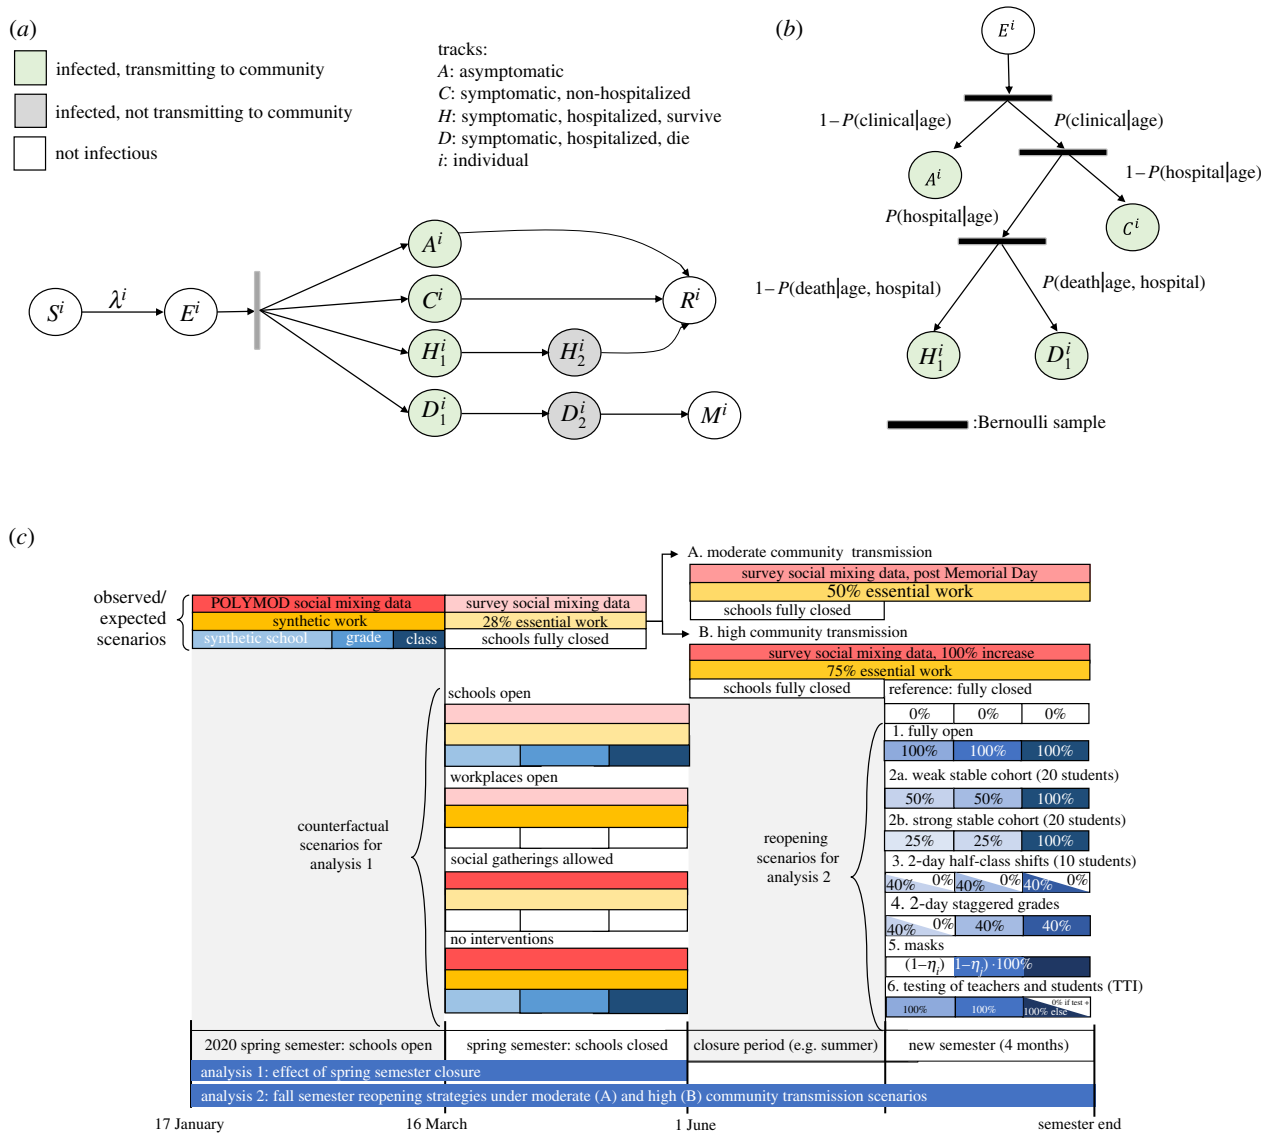 (a)
infected, transmitting to community
infected, not transmitting to community
not infectious
tracks:
A: asymptomatic
C: symptomatic, non-hospitalized
H: symptomatic, hospitalized, survive
D: symptomatic, hospitalized, die
i: individual
S^i
λ^i
E^i
A^i
C^i
H_1^i
H_2^i
D_1^i
D_2^i
R^i
M^i
(b)
E^i
1–P(clinical|age)
P(clinical|age)
A^i
1–P(hospital|age)
P(hospital|age)
C^i
1–P(death|age, hospital)
P(death|age, hospital)
H_1^i
D_1^i
:Bernoulli sample
(c)
observed/
expected
scenarios
POLYMOD social mixing data
synthetic work
synthetic school
grade
class
survey social mixing data
28% essential work
schools fully closed
A. moderate community transmission
survey social mixing data, post Memorial Day
50% essential work
schools fully closed
B. high community transmission
survey social mixing data, 100% increase
75% essential work
schools fully closed
counterfactual
scenarios for
analysis 1
schools open
workplaces open
social gatherings allowed
no interventions
reopening
scenarios for
analysis 2
reference: fully closed
0% 0% 0%
1. fully open
100% 100% 100%
2a. weak stable cohort (20 students)
50% 50% 100%
2b. strong stable cohort (20 students)
25% 25% 100%
3. 2-day half-class shifts (10 students)
40% 0% 40% 0% 40% 0%
4. 2-day staggered grades
40% 0% 40% 40%
5. masks
(1–η_i) 1–η_j)·100%
6. testing of teachers and students (TTI)
100% 100% 0% if test +
100% else
2020 spring semester: schools open
spring semester: schools closed
closure period (e.g. summer)
new semester (4 months)
analysis 1: effect of spring semester closure
analysis 2: fall semester reopening strategies under moderate (A) and high (B) community transmission scenarios
17 January
16 March
1 June
semester end